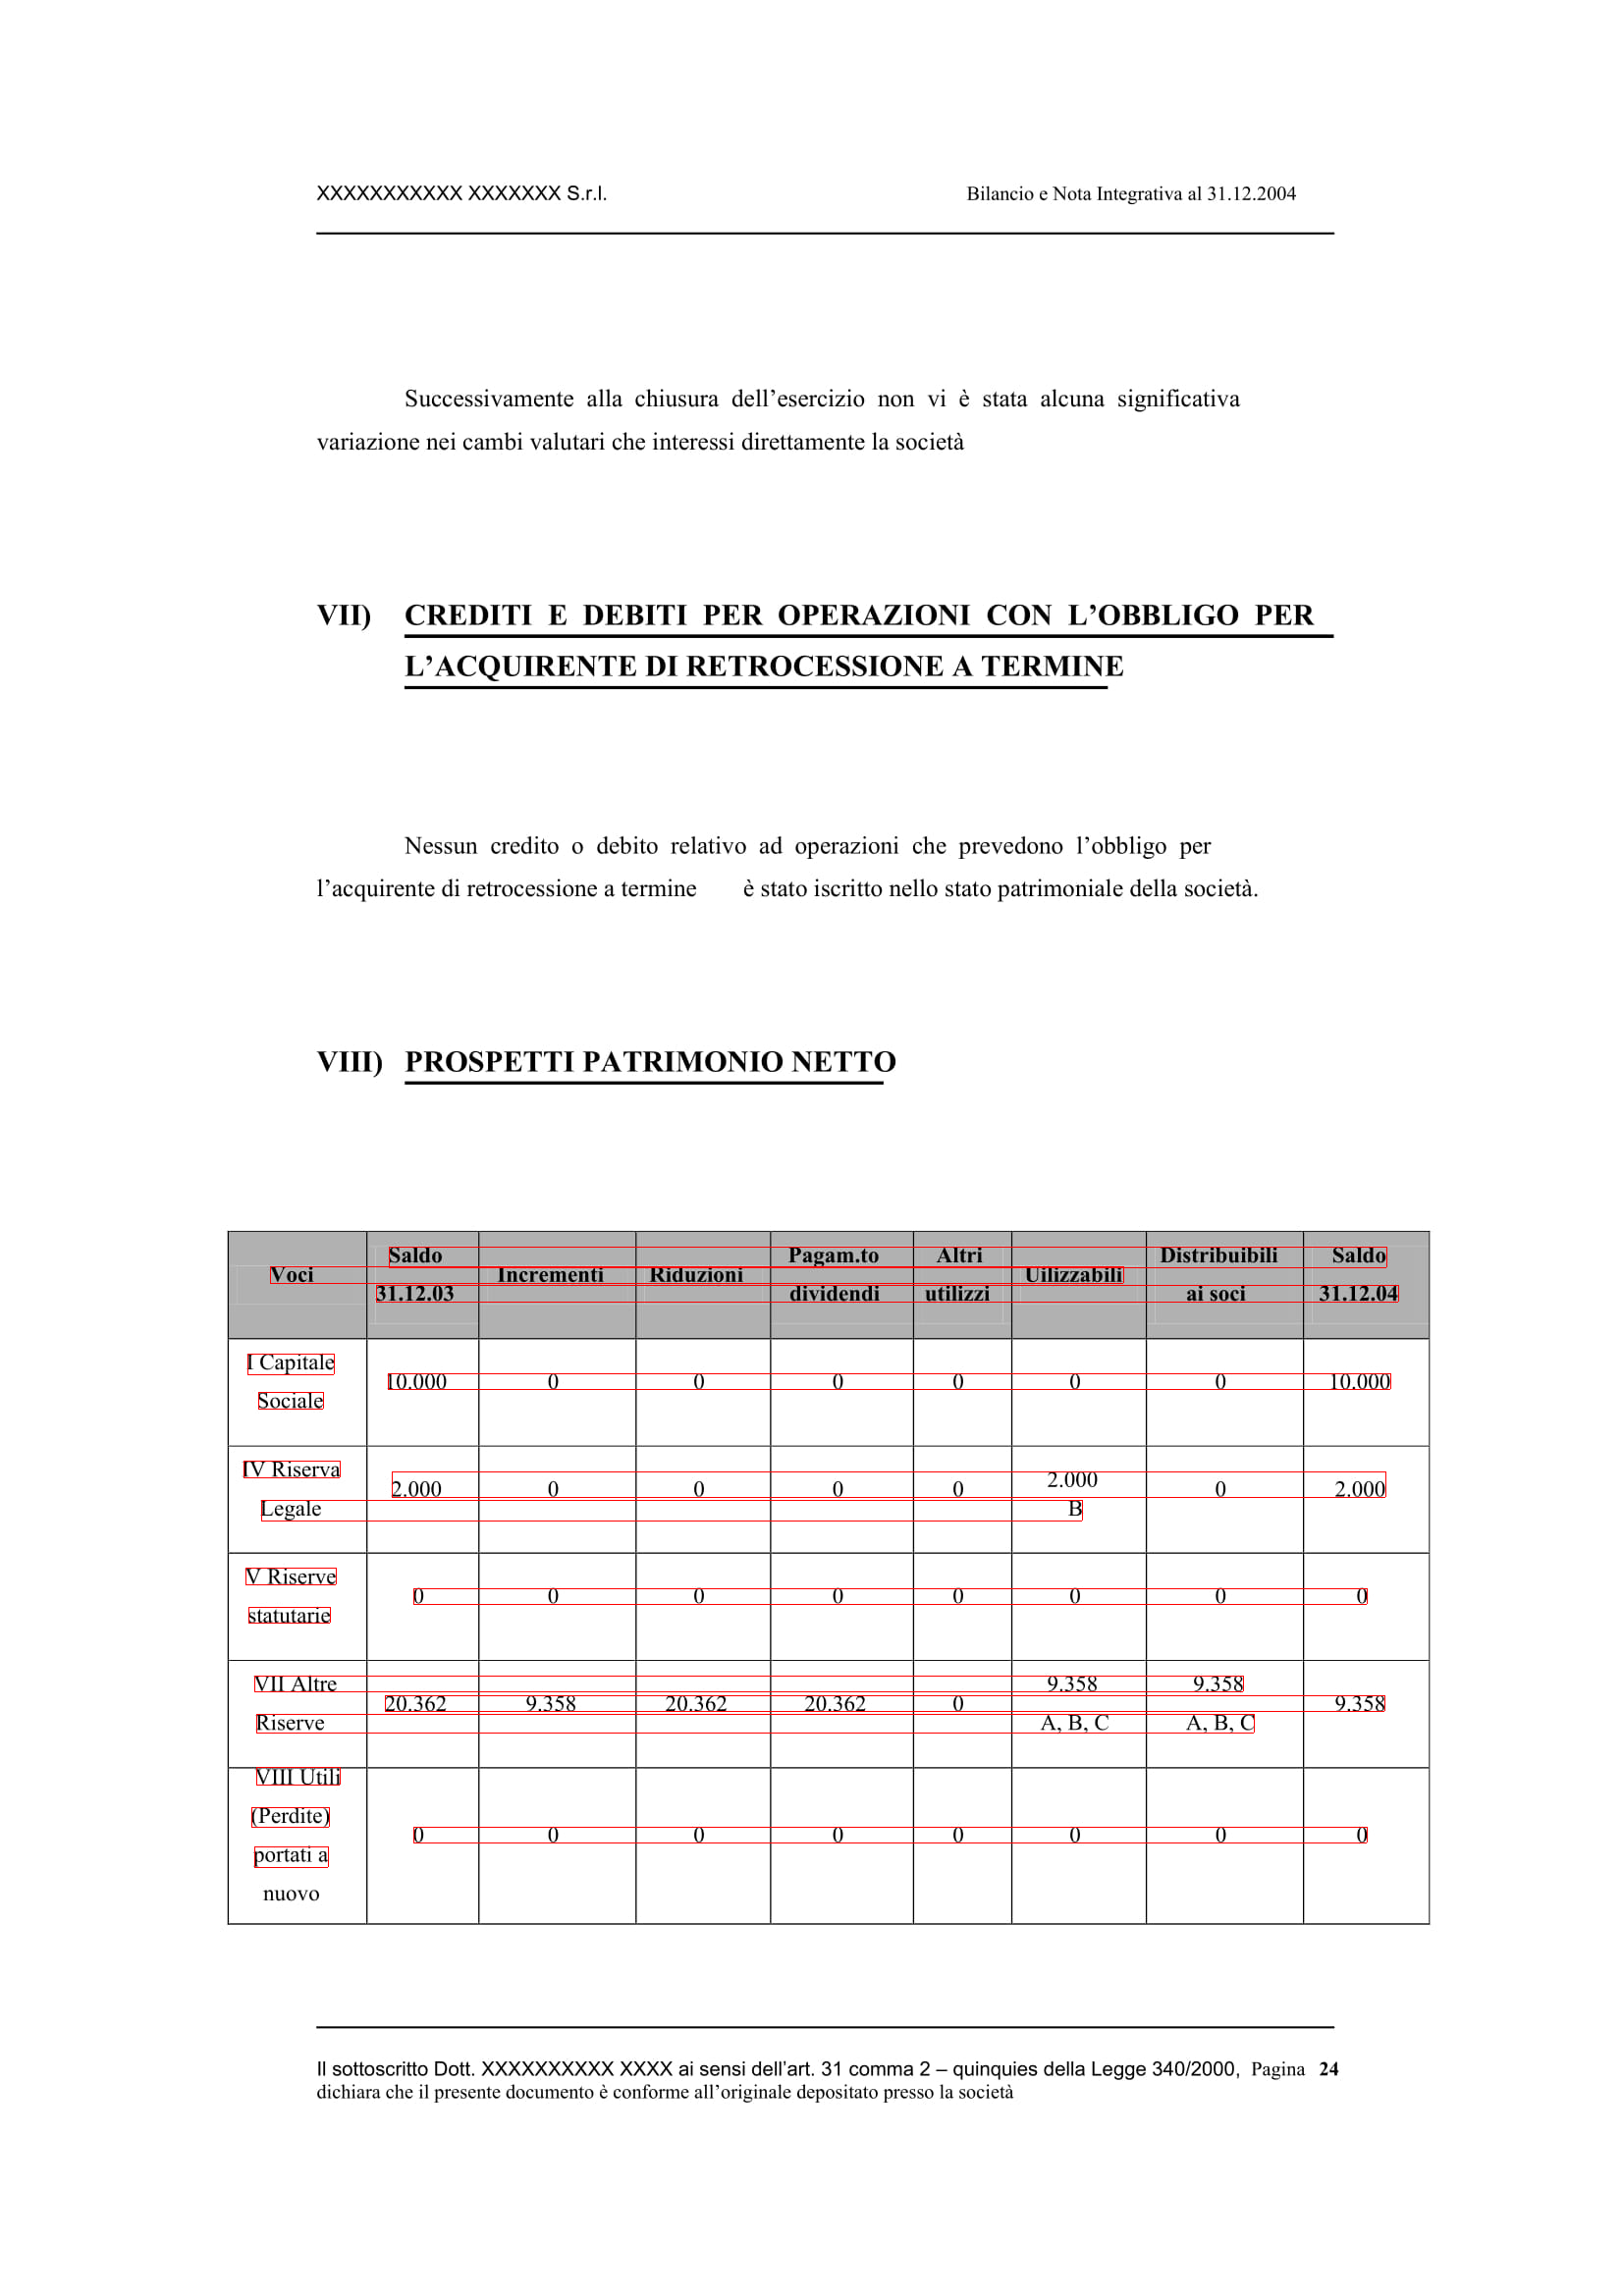 XXXXXXXXXXX XXXXXXX S.r.l. Bilancio e Nota Integrativa al 31.12.2004
Successivamente alla chiusura dell’esercizio non vi è stata alcuna significativa
variazione nei cambi valutari che interessi direttamente la società
VII) CREDITI E DEBITI PER OPERAZIONI CON L’OBBLIGO PER
L’ACQUIRENTE DI RETROCESSIONE A TERMINE
Nessun credito o debito relativo ad operazioni che prevedono l’obbligo per
l’acquirente di retrocessione a termine è stato iscritto nello stato patrimoniale della società.
VIII) PROSPETTI PATRIMONIO NETTO
Saldo Pagam.to Altri Distribuibili Saldo
Voci Incrementi Riduzioni Uilizzabili
31.12.03 dividendi utilizzi ai soci 31.12.04
I Capitale
10.000 0 0 0 0 0 0 10.000
Sociale
IV Riserva
2.000 0 0 0 0 2.000 0 2.000
Legale B
V Riserve
0 0 0 0 0 0 0 0
statutarie
VII Altre 9.358 9.358
20.362 9.358 20.362 20.362 0 9.358
Riserve A, B, C A, B, C
VIII Utili
(Perdite)
0 0 0 0 0 0 0 0
portati a
nuovo
Il sottoscritto Dott. XXXXXXXXXX XXXX ai sensi dell’art. 31 comma 2 – quinquies della Legge 340/2000, Pagina 24
dichiara che il presente documento è conforme all’originale depositato presso la società